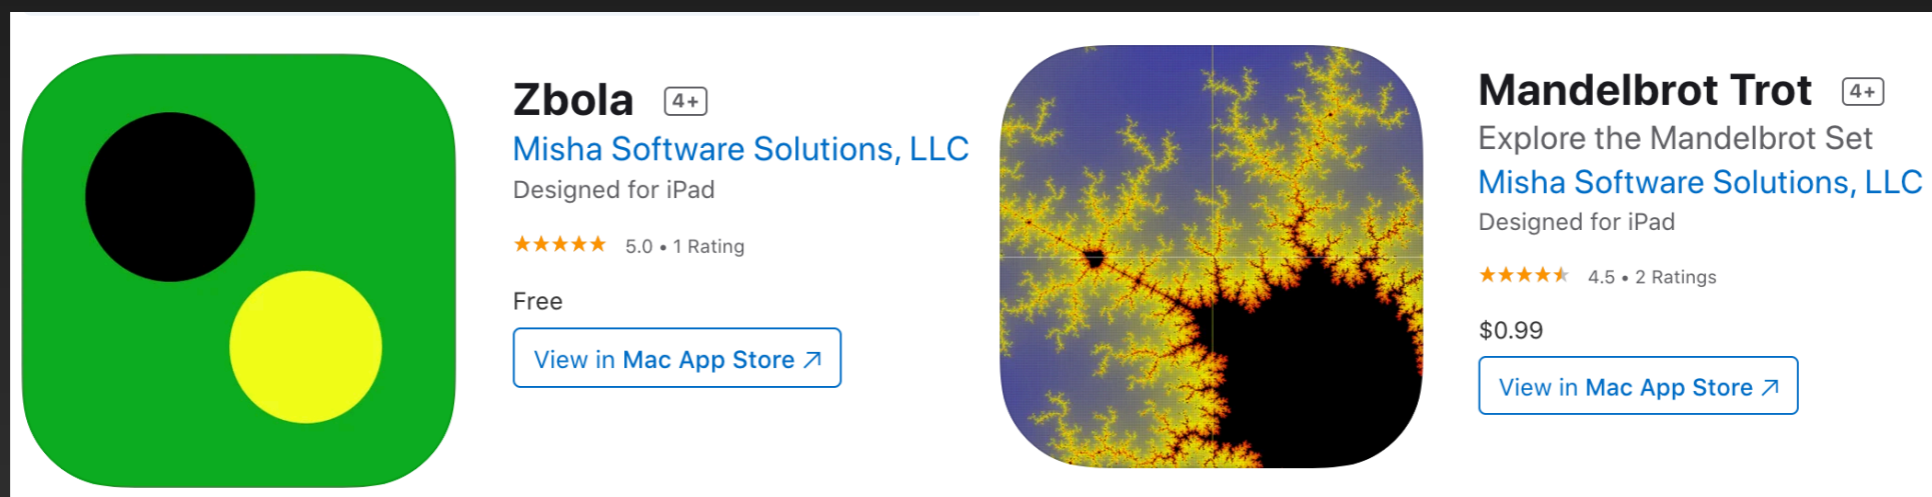 Zbola 4+
Misha Software Solutions, LLC
Designed for iPad
5.0 • 1 Rating
Free
View in Mac App Store ↗
Mandelbrot Trot 4+
Explore the Mandelbrot Set
Misha Software Solutions, LLC
Designed for iPad
4.5 • 2 Ratings
$0.99
View in Mac App Store ↗